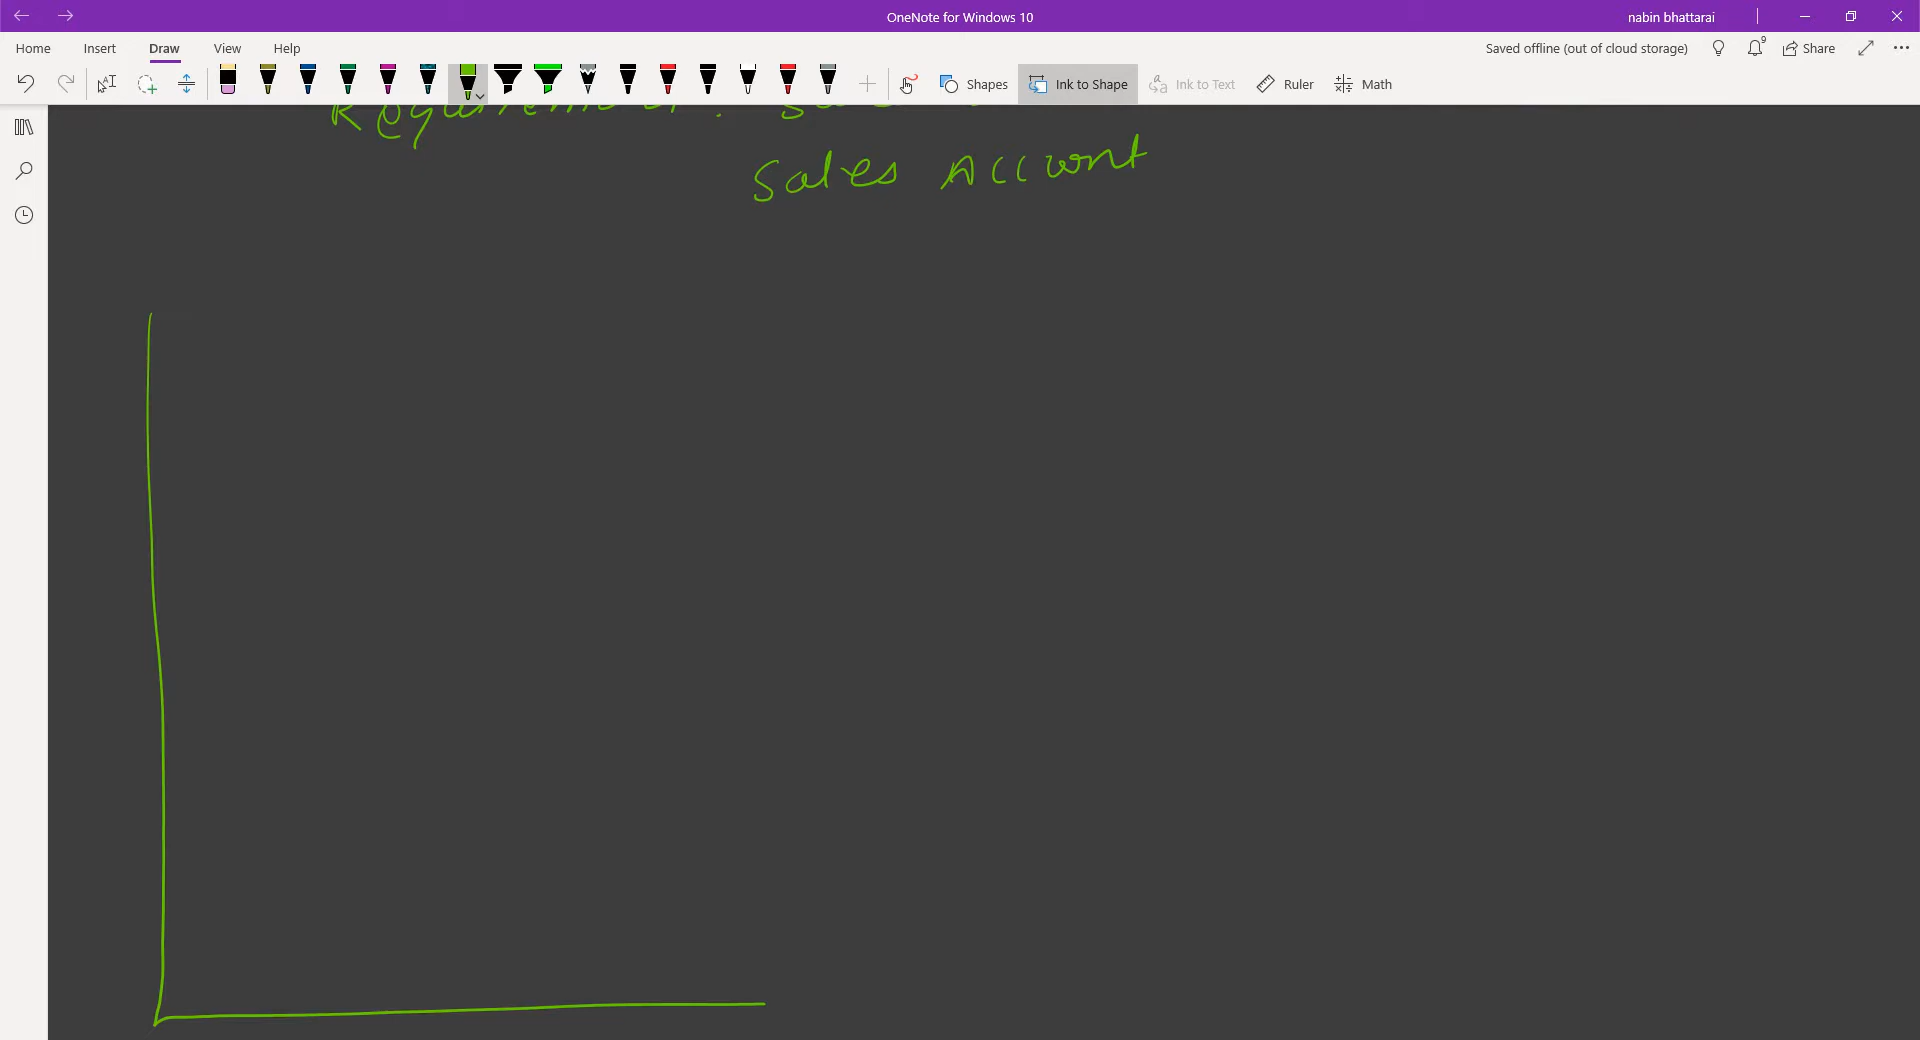 OneNote for Windows 10
nabin bhattarai
Home Insert Draw View Help
Saved offline (out of cloud storage) 9 Share
Shapes Ink to Shape Ink to Text Ruler Math
Sales Account